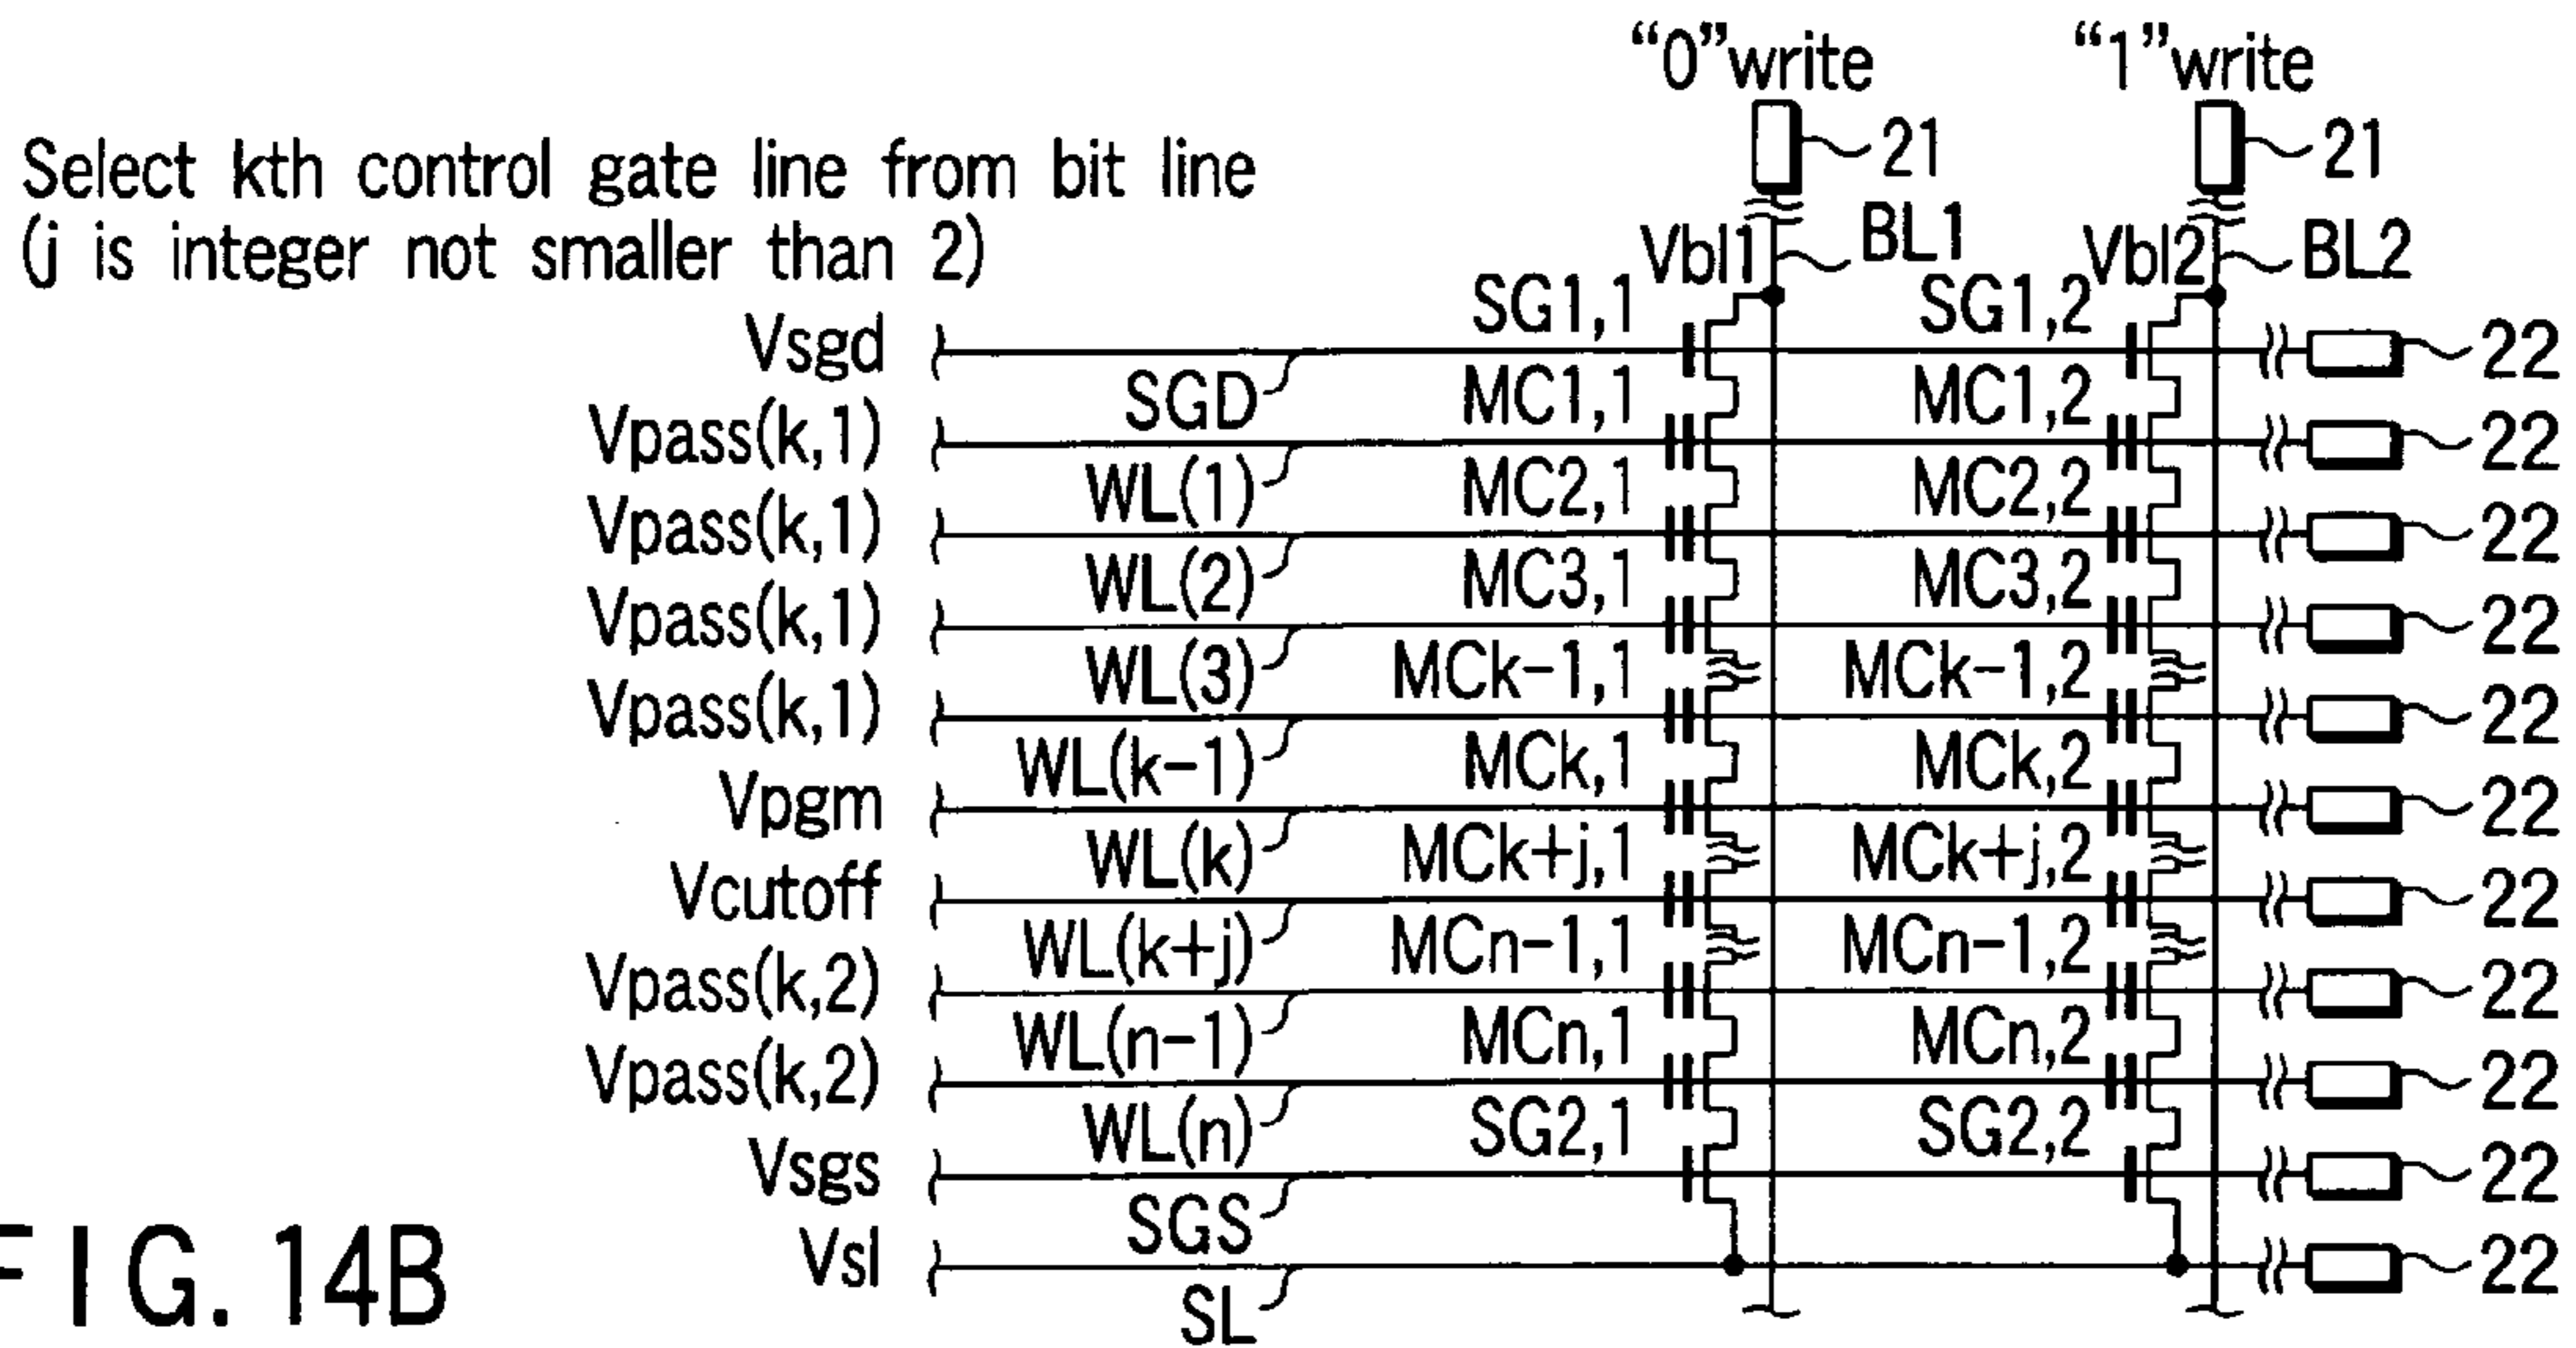 “0”write “1”write
21 21
Select kth control gate line from bit line
(j is integer not smaller than 2)
Vbl1 BL1 Vbl2 BL2
SG1,1 SG1,2
Vsgd 22
SGD MC1,1 MC1,2
Vpass(k,1) 22
WL(1) MC2,1 MC2,2
Vpass(k,1) 22
WL(2) MC3,1 MC3,2
Vpass(k,1) 22
WL(3) MCk-1,1 MCk-1,2
Vpass(k,1) 22
WL(k-1) MCk,1 MCk,2
Vpgm 22
WL(k) MCk+j,1 MCk+j,2
Vcutoff 22
WL(k+j) MCn-1,1 MCn-1,2
Vpass(k,2) 22
WL(n-1) MCn,1 MCn,2
Vpass(k,2) 22
WL(n) SG2,1 SG2,2
Vsgs 22
SGS
Vsl 22
SL
FIG. 14B